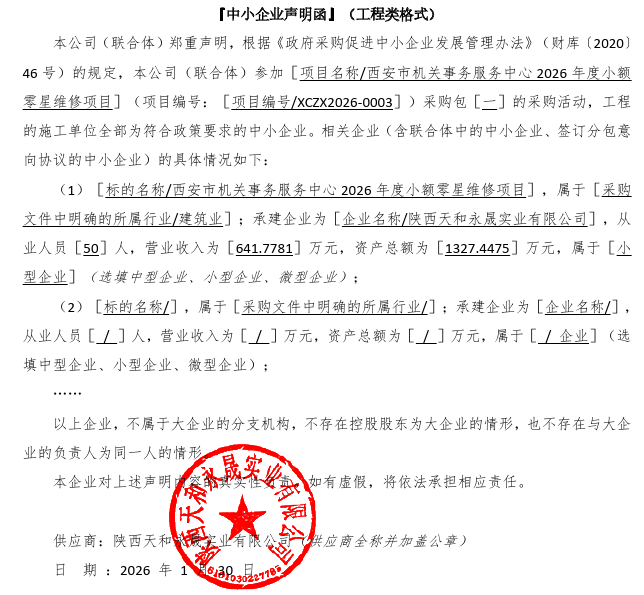 『中小企业声明函』（工程类格式）
本公司（联合体）郑重声明，根据《政府采购促进中小企业发展管理办法》（财库〔2020〕
46 号）的规定，本公司（联合体）参加［项目名称/西安市机关事务服务中心 2026 年度小额
零星维修项目］（项目编号：［项目编号/XCZX2026-0003］）采购包［一］的采购活动，工程
的施工单位全部为符合政策要求的中小企业。相关企业（含联合体中的中小企业、签订分包意
向协议的中小企业）的具体情况如下：
（1）［标的名称/西安市机关事务服务中心 2026 年度小额零星维修项目］，属于［采购
文件中明确的所属行业/建筑业］；承建企业为［企业名称/陕西天和永晟实业有限公司］，从
业人员［50］人，营业收入为［641.7781］万元，资产总额为［1327.4475］万元，属于［小
型企业］（选填中型企业、小型企业、微型企业）；
（2）［标的名称/］，属于［采购文件中明确的所属行业/］；承建企业为［企业名称/］，
从业人员［ / ］人，营业收入为［ / ］万元，资产总额为［ / ］万元，属于［ / 企业］（选
填中型企业、小型企业、微型企业）；
……
以上企业，不属于大企业的分支机构，不存在控股股东为大企业的情形，也不存在与大企
业的负责人为同一人的情形。
本企业对上述声明内容的真实性负责。如有虚假，将依法承担相应责任。
供应商：陕西天和永晟实业有限公司（供应商全称并加盖公章）
日 期：2026 年 1 月 30 日
陕西天和永晟实业有限公司